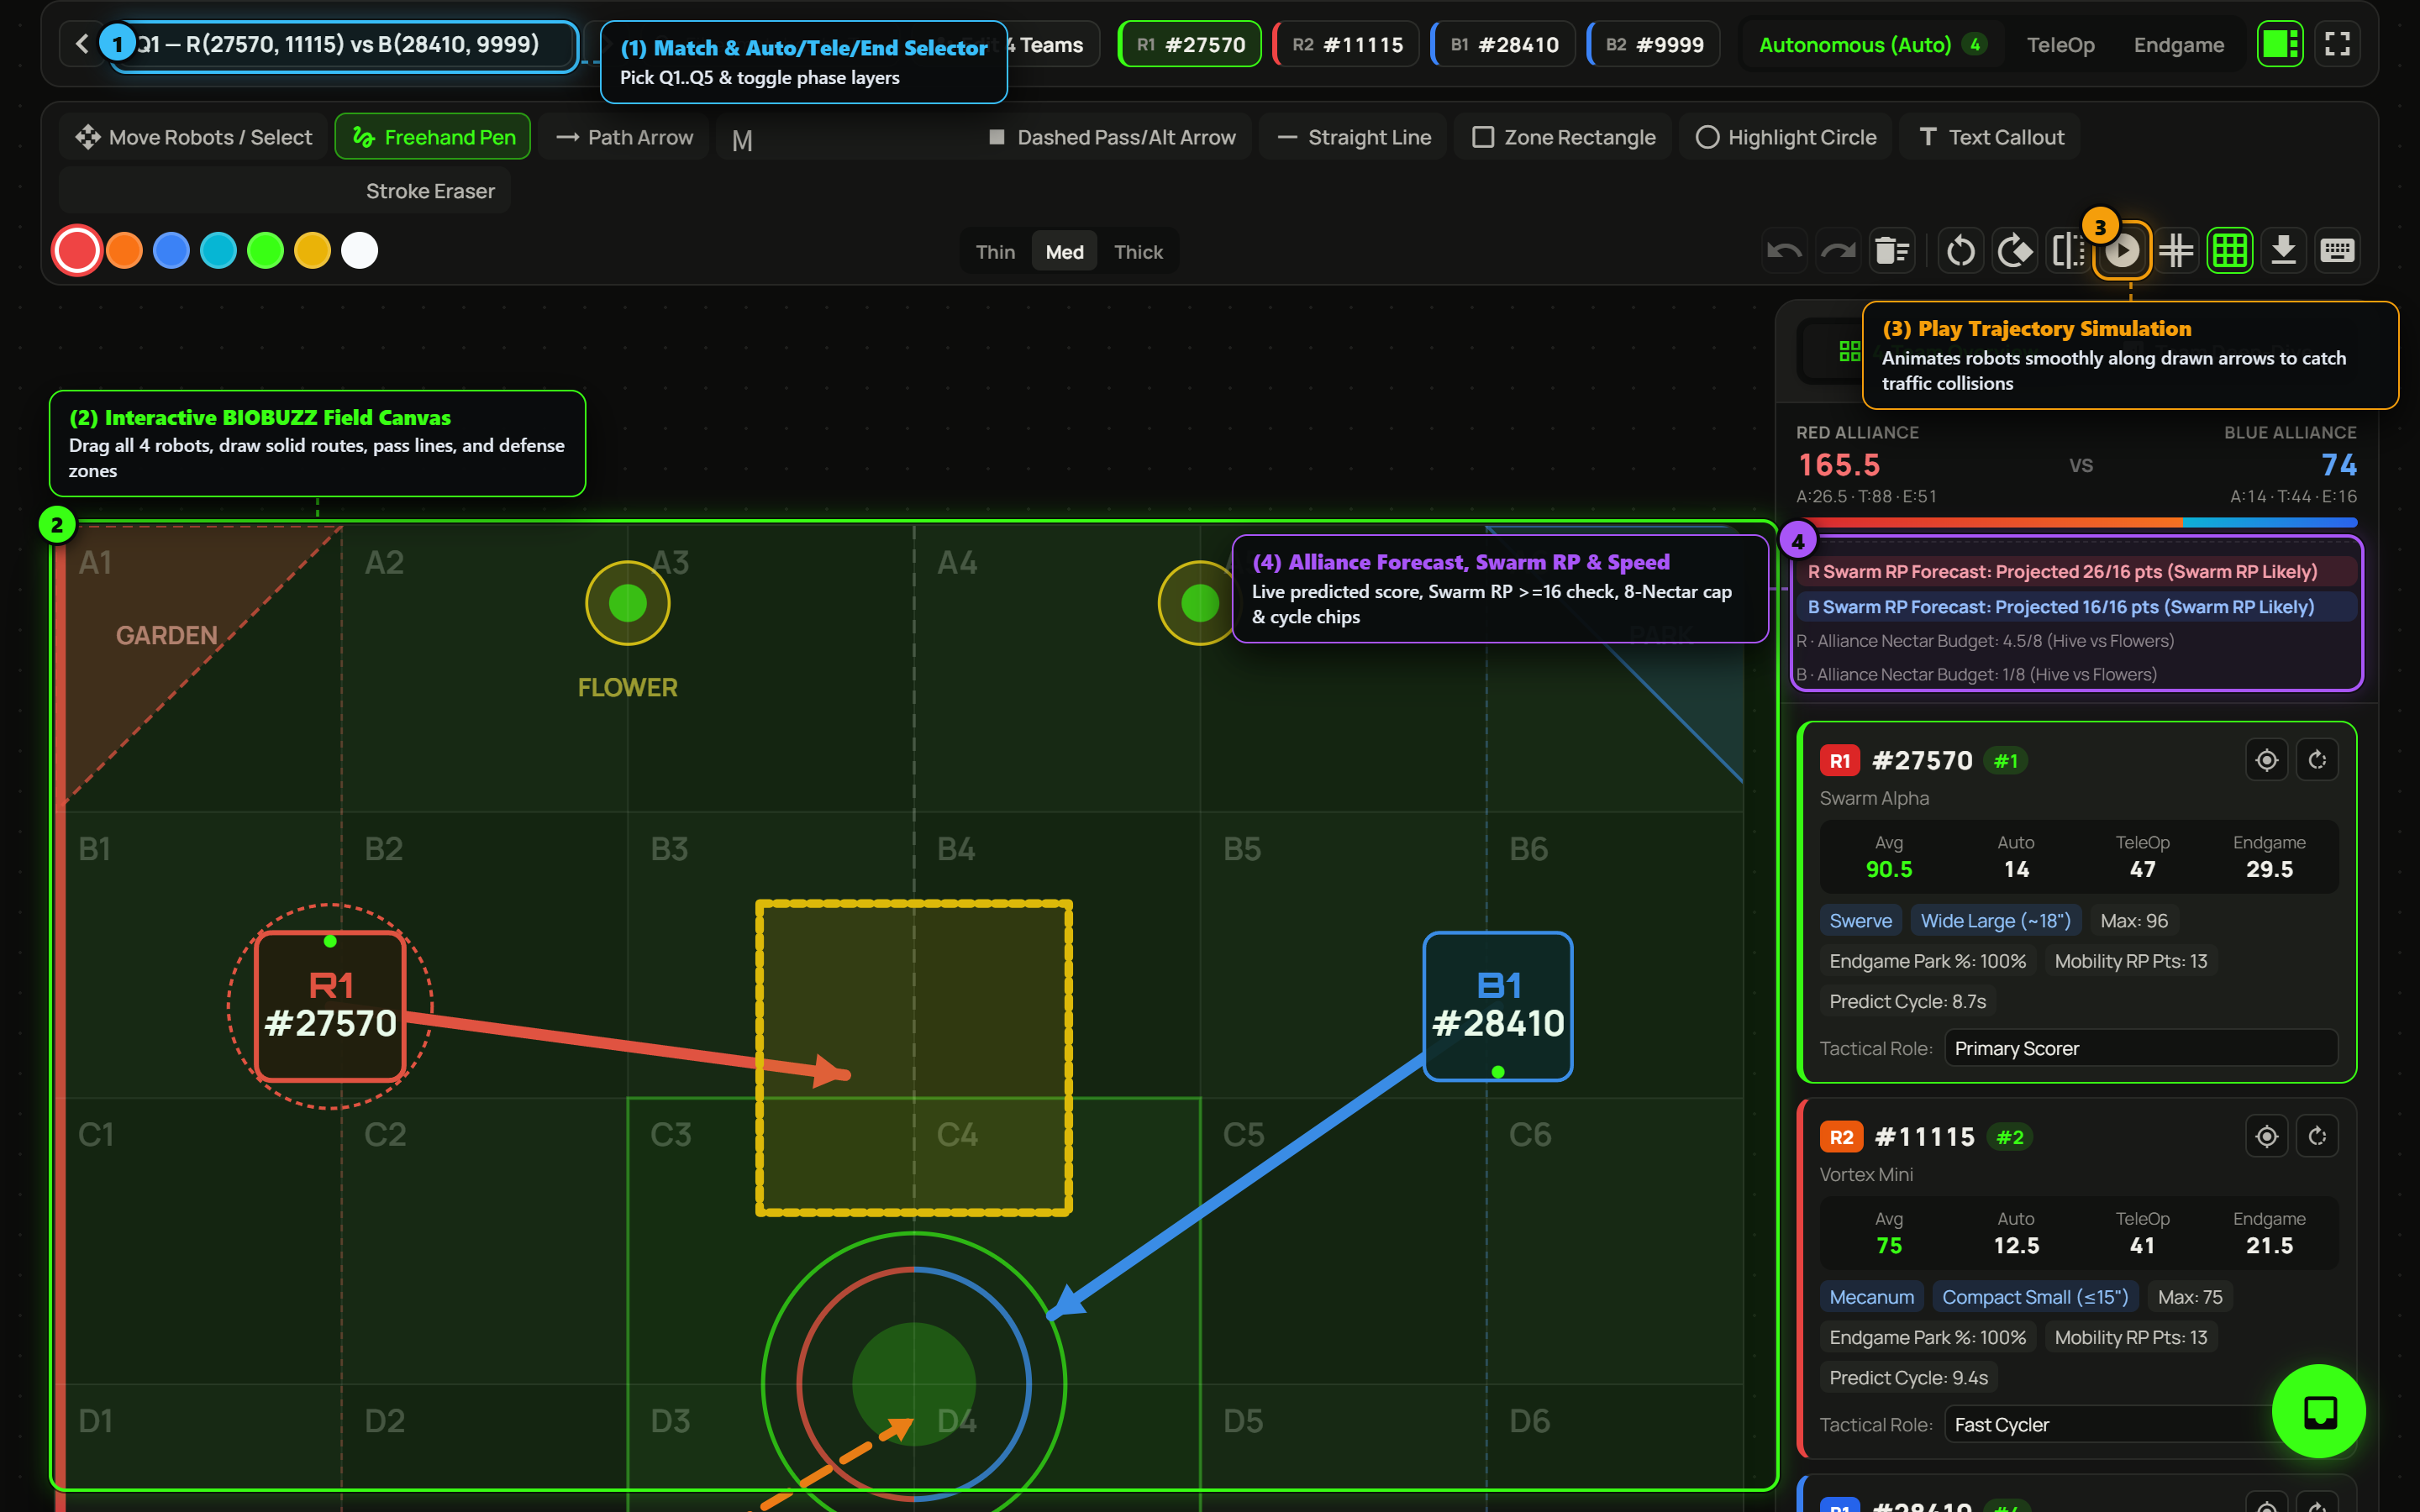 1
Q1 — R(27570, 11115) vs B(28410, 9999)
(1) Match & Auto/Tele/End Selector
Pick Q1..Q5 & toggle phase layers
4 Teams
R1 #27570
R2 #11115
B1 #28410
B2 #9999
Autonomous (Auto) 4
TeleOp
Endgame
Move Robots / Select
Freehand Pen
Path Arrow
M
Dashed Pass/Alt Arrow
Straight Line
Zone Rectangle
Highlight Circle
T Text Callout
Stroke Eraser
Thin
Med
Thick
3
(3) Play Trajectory Simulation
Animates robots smoothly along drawn arrows to catch
traffic collisions
(2) Interactive BIOBUZZ Field Canvas
Drag all 4 robots, draw solid routes, pass lines, and defense
zones
2
A1
A2
A3
A4
GARDEN
FLOWER
PARK
(4) Alliance Forecast, Swarm RP & Speed
Live predicted score, Swarm RP >=16 check, 8-Nectar cap
& cycle chips
B1
B2
B3
B4
B5
B6
R1
#27570
B1
#28410
C1
C2
C3
C4
C5
C6
D1
D2
D3
D4
D5
D6
RED ALLIANCE
BLUE ALLIANCE
165.5
VS
74
A:26.5 · T:88 · E:51
A:14 · T:44 · E:16
4
R Swarm RP Forecast: Projected 26/16 pts (Swarm RP Likely)
B Swarm RP Forecast: Projected 16/16 pts (Swarm RP Likely)
R · Alliance Nectar Budget: 4.5/8 (Hive vs Flowers)
B · Alliance Nectar Budget: 1/8 (Hive vs Flowers)
R1 #27570 #1
Swarm Alpha
Avg Auto TeleOp Endgame
90.5 14 47 29.5
Swerve Wide Large (~18") Max: 96
Endgame Park %: 100% Mobility RP Pts: 13
Predict Cycle: 8.7s
Tactical Role: Primary Scorer
R2 #11115 #2
Vortex Mini
Avg Auto TeleOp Endgame
75 12.5 41 21.5
Mecanum Compact Small (≤15") Max: 75
Endgame Park %: 100% Mobility RP Pts: 13
Predict Cycle: 9.4s
Tactical Role: Fast Cycler
B1 #28410